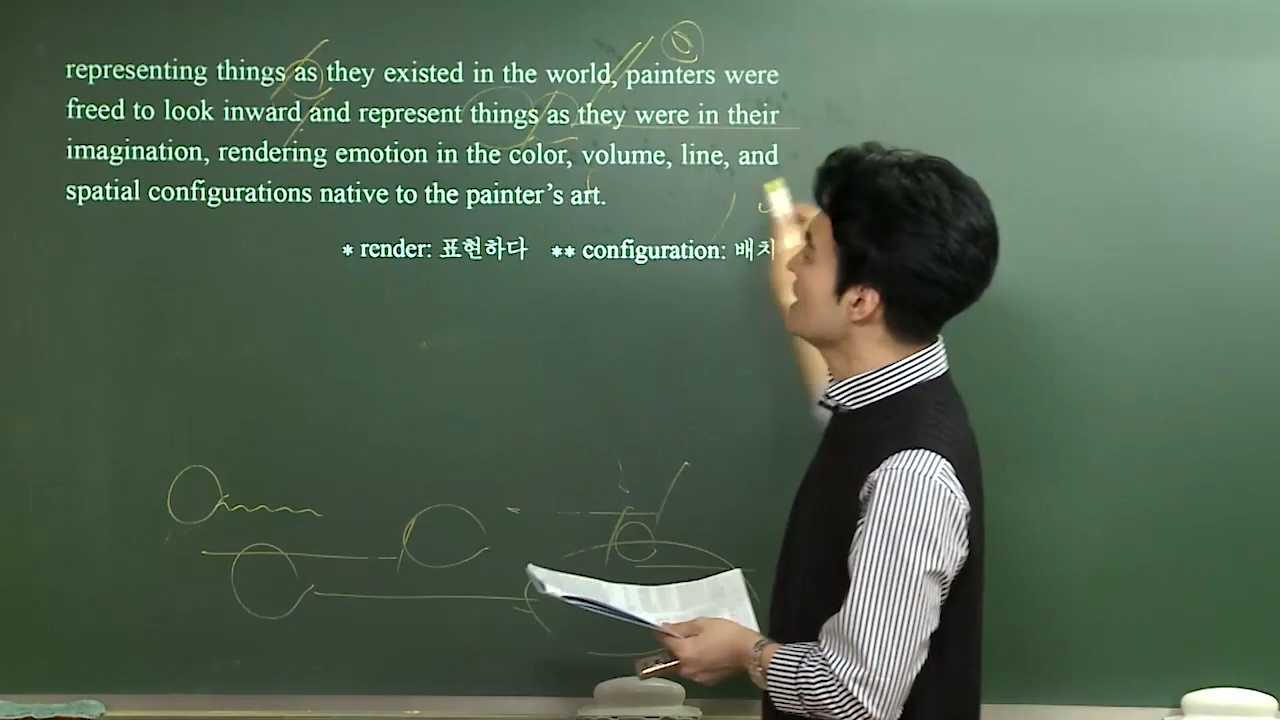 representing things as they existed in the world, painters were
freed to look inward and represent things as they were in their
imagination, rendering emotion in the color, volume, line, and
spatial configurations native to the painter's art.
* render: 표현하다 ** configuration: 배치